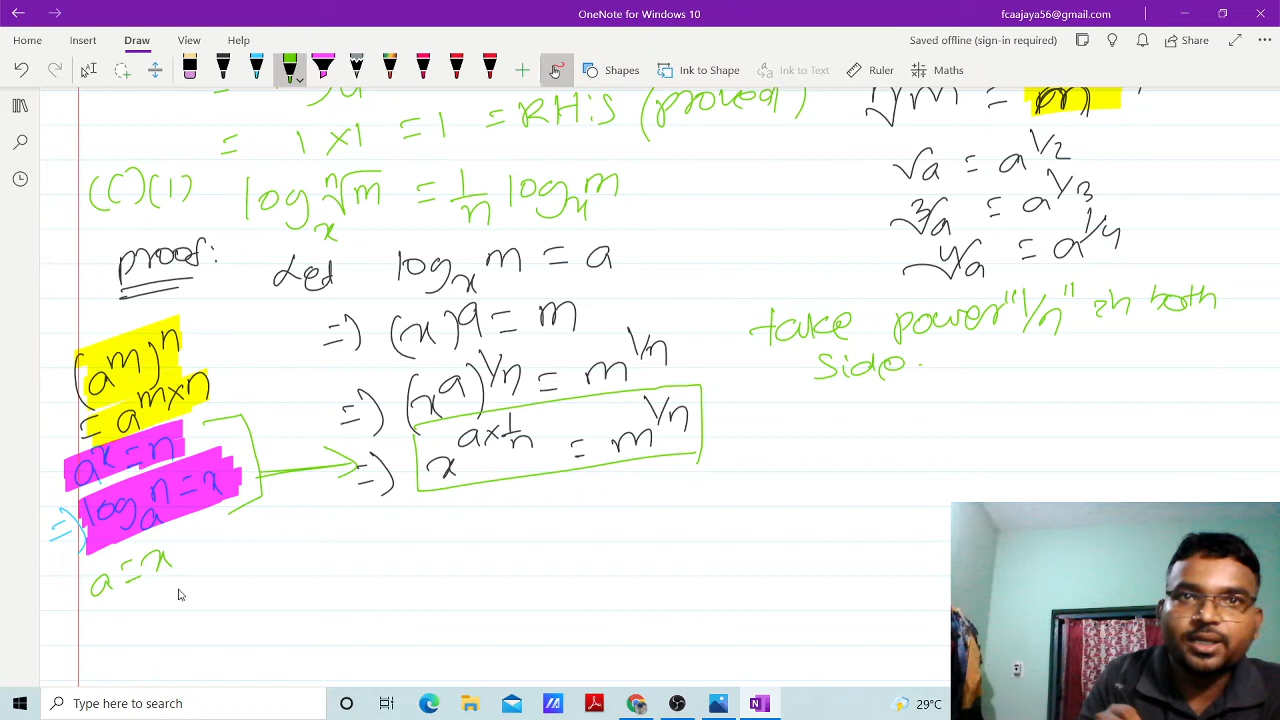 OneNote for Windows 10
fcaajaya56@gmail.com
Home Insert Draw View Help
Saved offline (sign-in required) Share
Shapes Ink to Shape Ink to Text Ruler Maths
= 1 × 1 = 1 = RHS (proved)
(C)(1) log_x ⁿ√m = 1/n log_x m
proof: Let log_x m = a
=) (x)^a = m
=) (x^a)^1/n = m^1/n
=) x^a×1/n = m^1/n
(a^m)^n
= a^m×n
a^x = n
=) log_a n = x
a = x
√a = a^1/2
³√a = a^1/3
⁴√a = a^1/4
take power "1/n" in both
side.
Type here to search
29°C